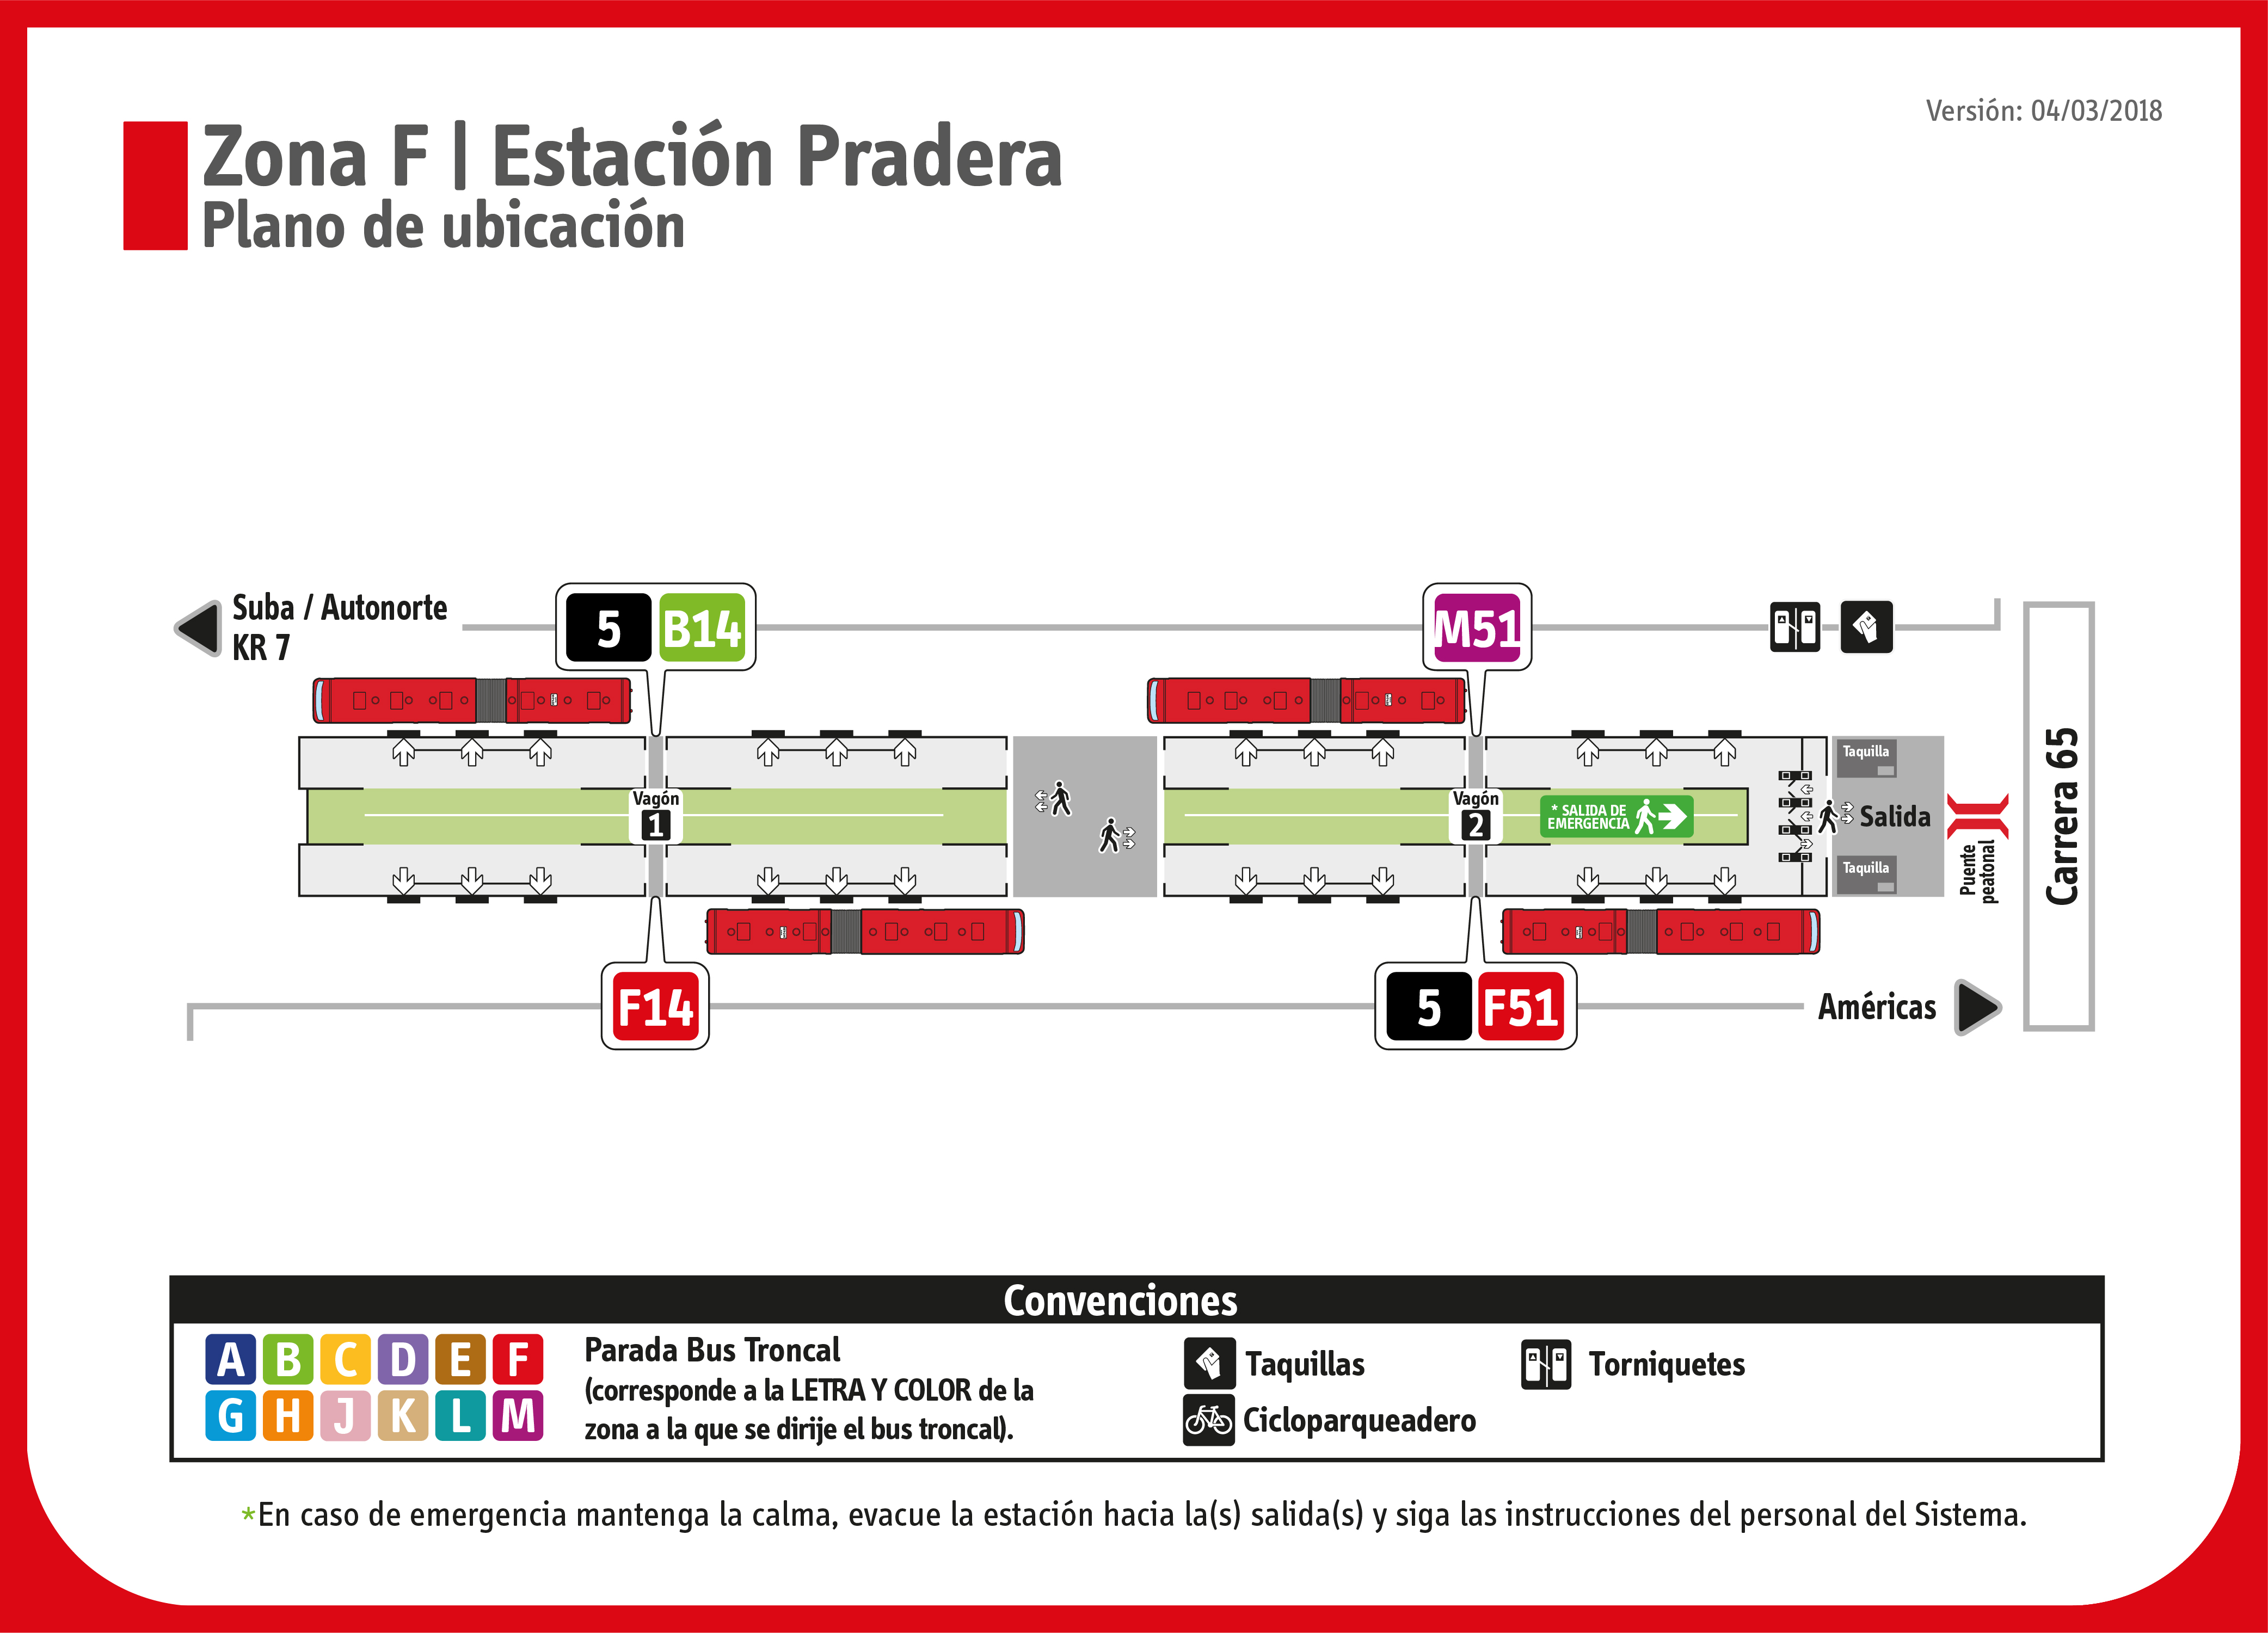 Versión: 04/03/2018
Zona F | Estación Pradera
Plano de ubicación
Suba / Autonorte
KR 7
5 B14
M51
Vagón
1
Vagón
2
* SALIDA DE
EMERGENCIA
Taquilla
Salida
Taquilla
Puente
peatonal
Carrera 65
F14
5 F51
Américas
Convenciones
A B C D E F
G H J K L M
Parada Bus Troncal
(corresponde a la LETRA Y COLOR de la
zona a la que se dirije el bus troncal).
Taquillas
Cicloparqueadero
Torniquetes
*En caso de emergencia mantenga la calma, evacue la estación hacia la(s) salida(s) y siga las instrucciones del personal del Sistema.